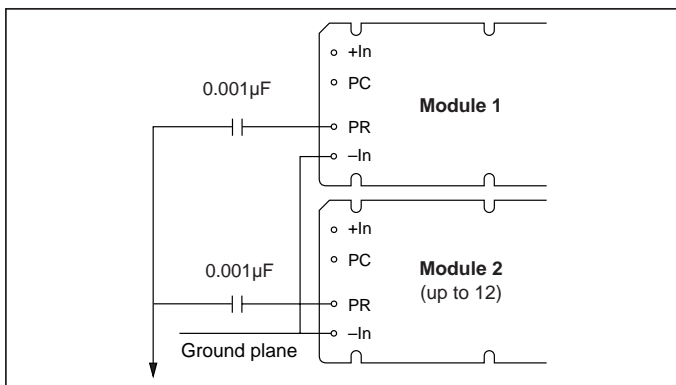 +In
0.001µF
PC
Module 1
PR
–In
+In
0.001µF
PC
Module 2
(up to 12)
PR
–In
Ground plane